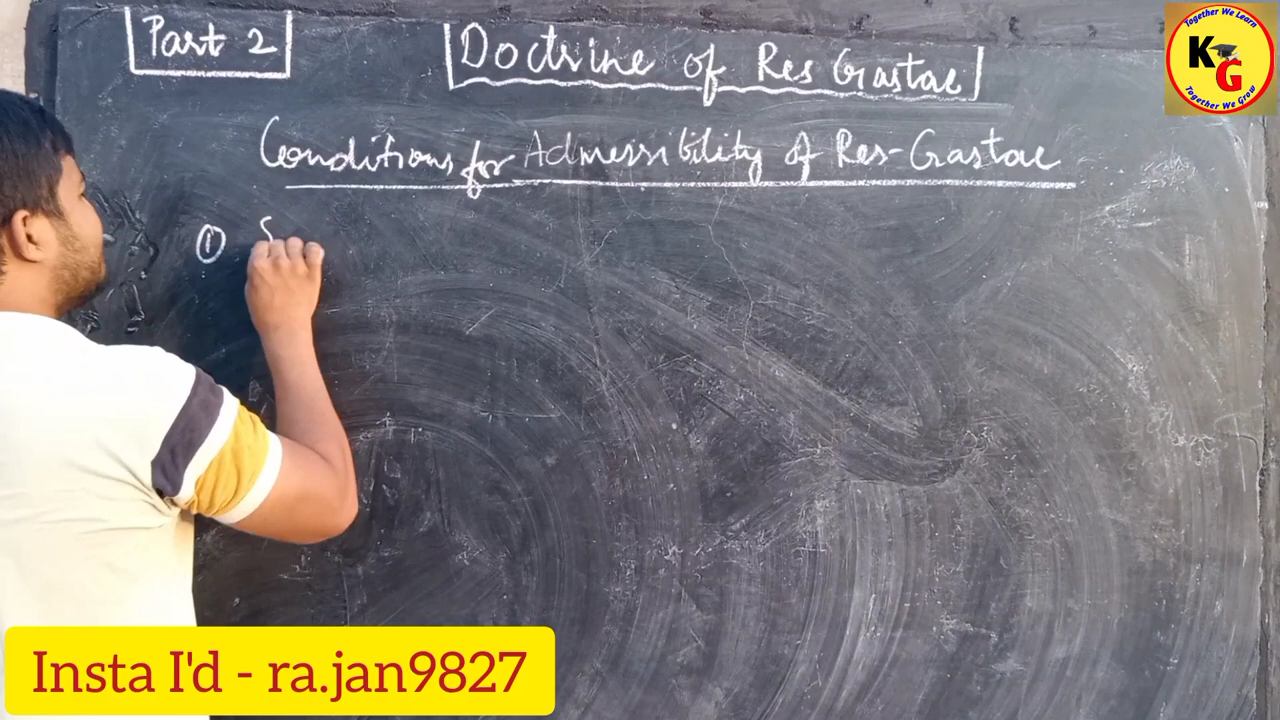 Part 2
Doctrine of Res Gastae
Conditions for Admissibility of Res-Gastae
① S
Together We Learn
KG
Together We Grow
Insta I'd - ra.jan9827